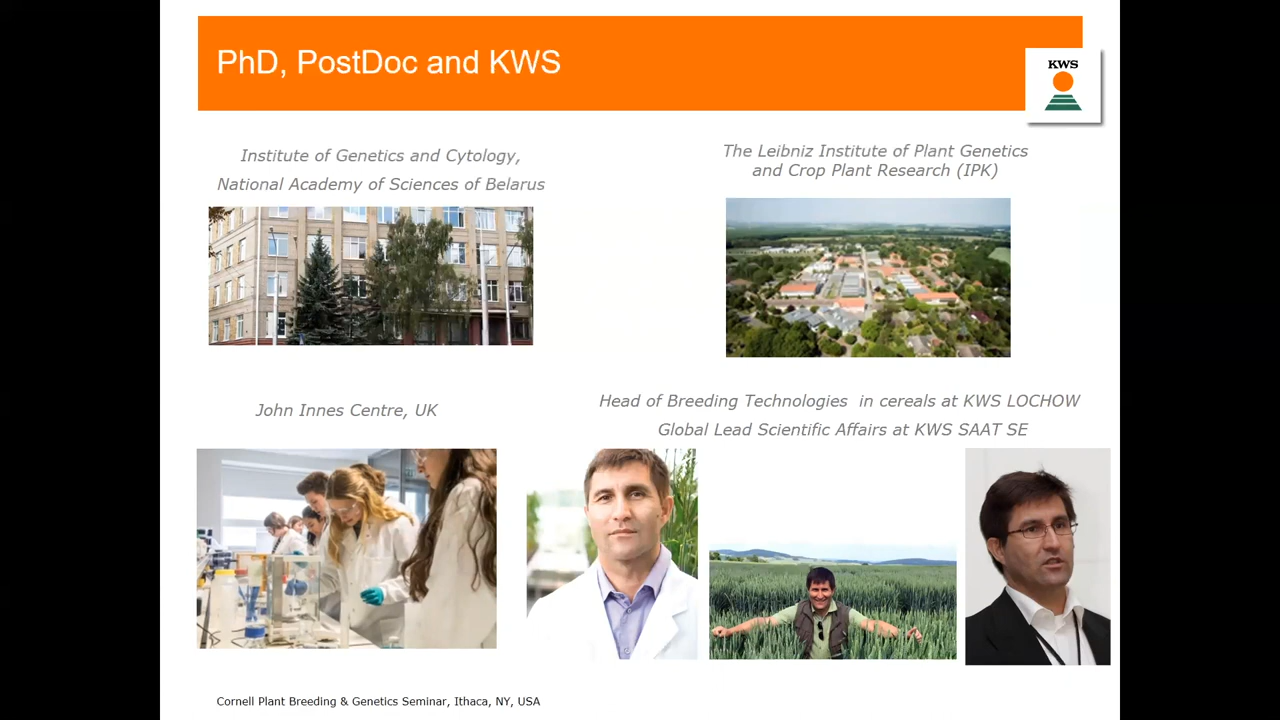 PhD, PostDoc and KWS
KWS
Institute of Genetics and Cytology,
National Academy of Sciences of Belarus
The Leibniz Institute of Plant Genetics
and Crop Plant Research (IPK)
John Innes Centre, UK
Head of Breeding Technologies in cereals at KWS LOCHOW
Global Lead Scientific Affairs at KWS SAAT SE
Cornell Plant Breeding & Genetics Seminar, Ithaca, NY, USA